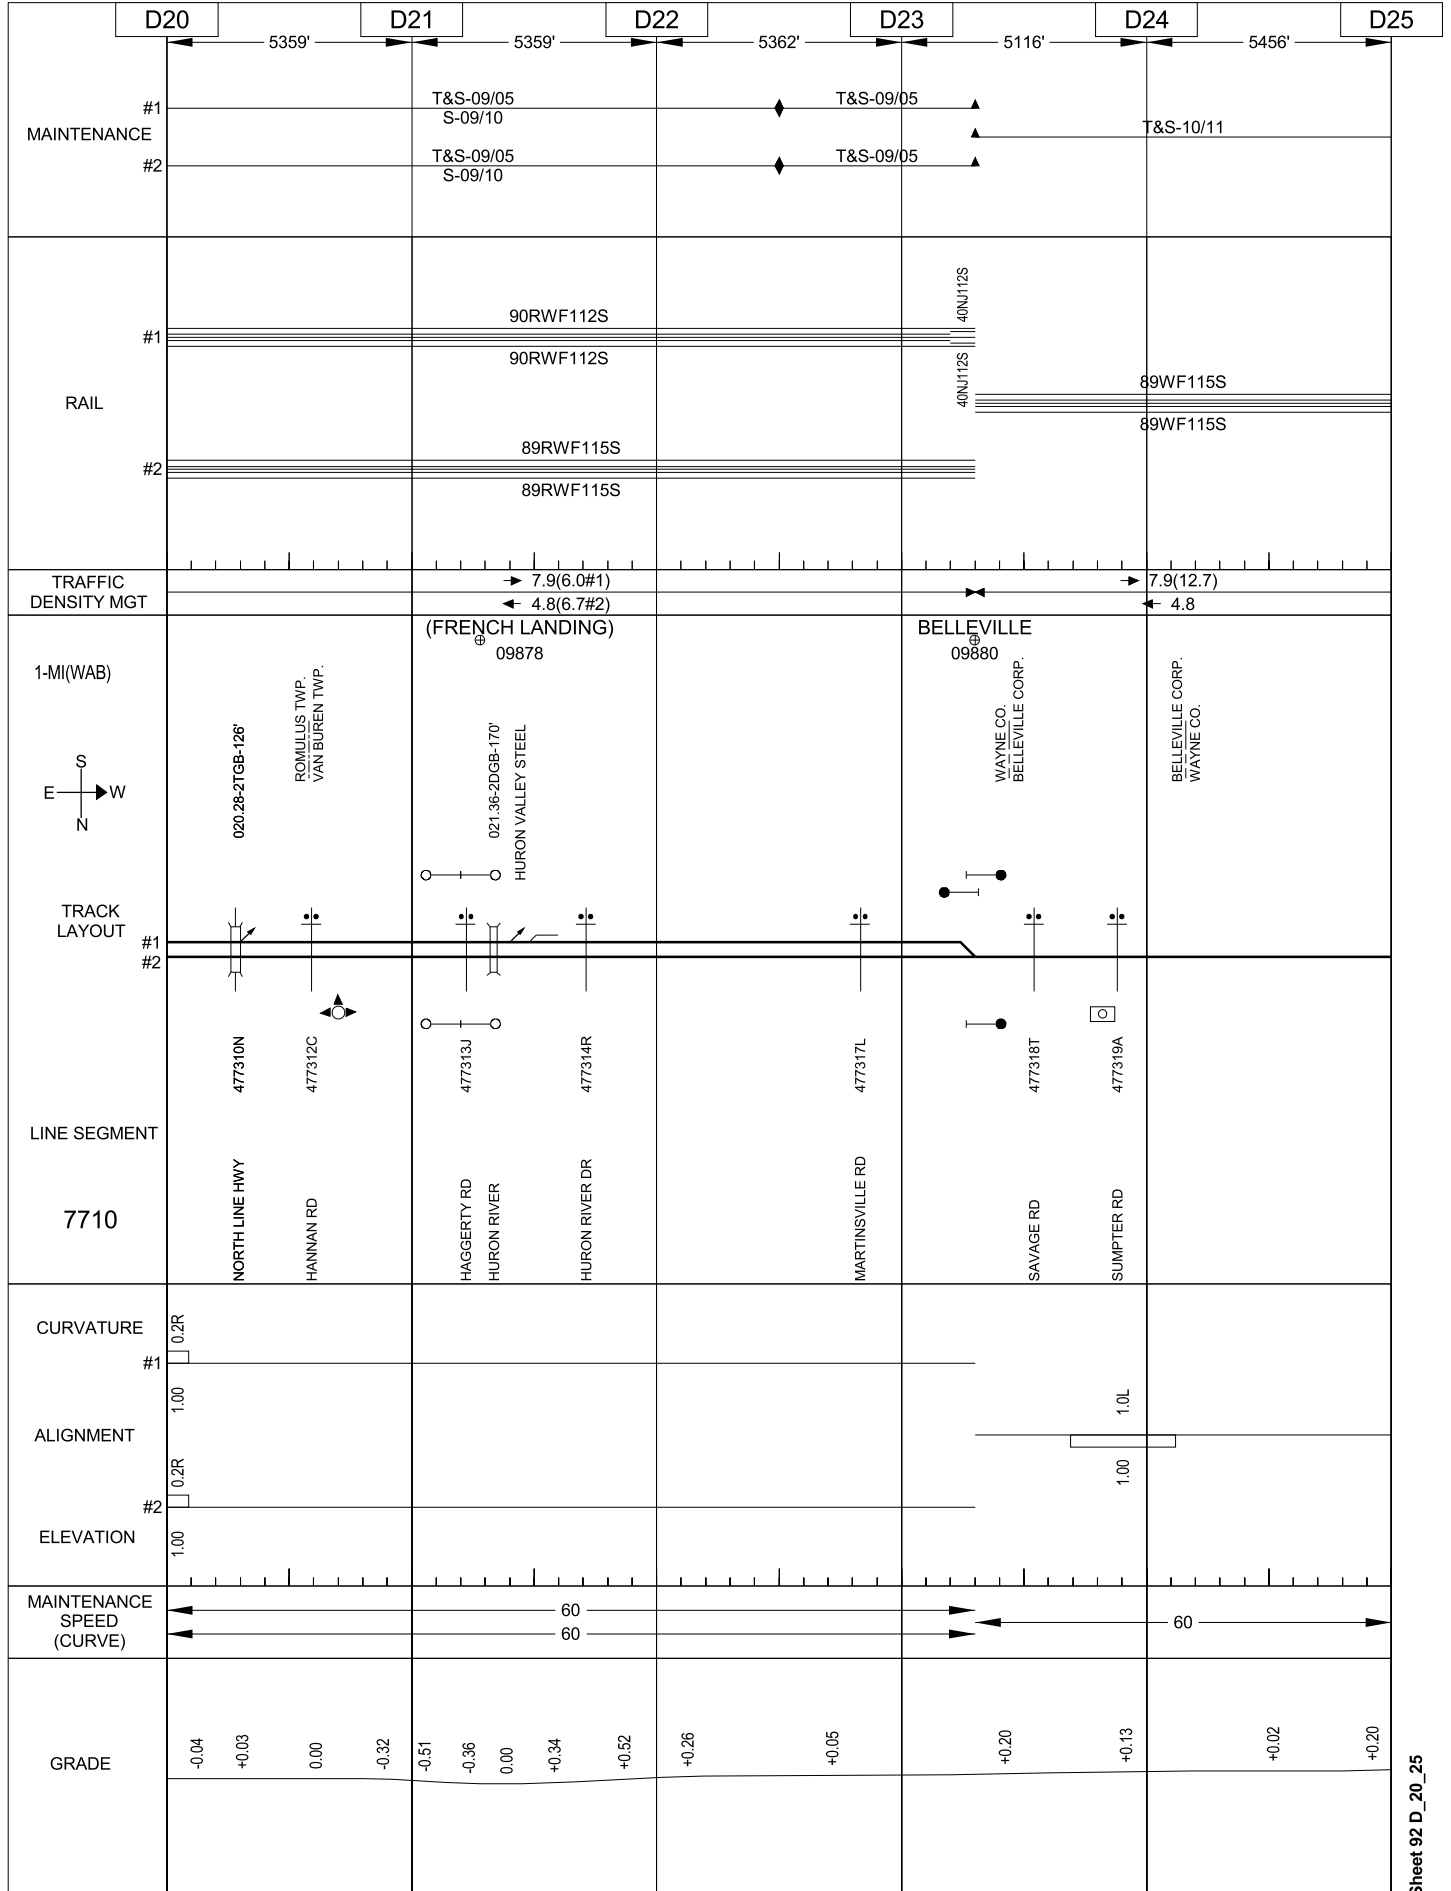 D20 D21 D22 D23 D24 D25
5359' 5359' 5362' 5116' 5456'
MAINTENANCE
#1
#2
T&S-09/05
S-09/10
T&S-09/05
T&S-10/11
T&S-09/05
S-09/10
T&S-09/05
RAIL
#1
#2
90RWF112S
90RWF112S
40NJ112S
40NJ112S
89WF115S
89WF115S
89RWF115S
89RWF115S
TRAFFIC
DENSITY MGT
7.9(6.0#1)
4.8(6.7#2)
7.9(12.7)
4.8
(FRENCH LANDING)
09878
BELLEVILLE
09880
1-MI(WAB)
S
E W
N
020.28-2TGB-126'
ROMULUS TWP.
VAN BUREN TWP.
021.36-2DGB-170'
HURON VALLEY STEEL
WAYNE CO.
BELLEVILLE CORP.
BELLEVILLE CORP.
WAYNE CO.
TRACK
LAYOUT
#1
#2
477310N
477312C
477313J
477314R
477317L
477318T
477319A
LINE SEGMENT
7710
NORTH LINE HWY
HANNAN RD
HAGGERTY RD
HURON RIVER
HURON RIVER DR
MARTINSVILLE RD
SAVAGE RD
SUMPTER RD
CURVATURE
#1
0.2R
1.00
ALIGNMENT
1.0L
1.00
#2
0.2R
1.00
ELEVATION
MAINTENANCE
SPEED
(CURVE)
60
60
60
GRADE
-0.04
+0.03
0.00
-0.32
-0.51
-0.36
0.00
+0.34
+0.52
+0.26
+0.05
+0.20
+0.13
+0.02
+0.20
Sheet 92 D_20_25